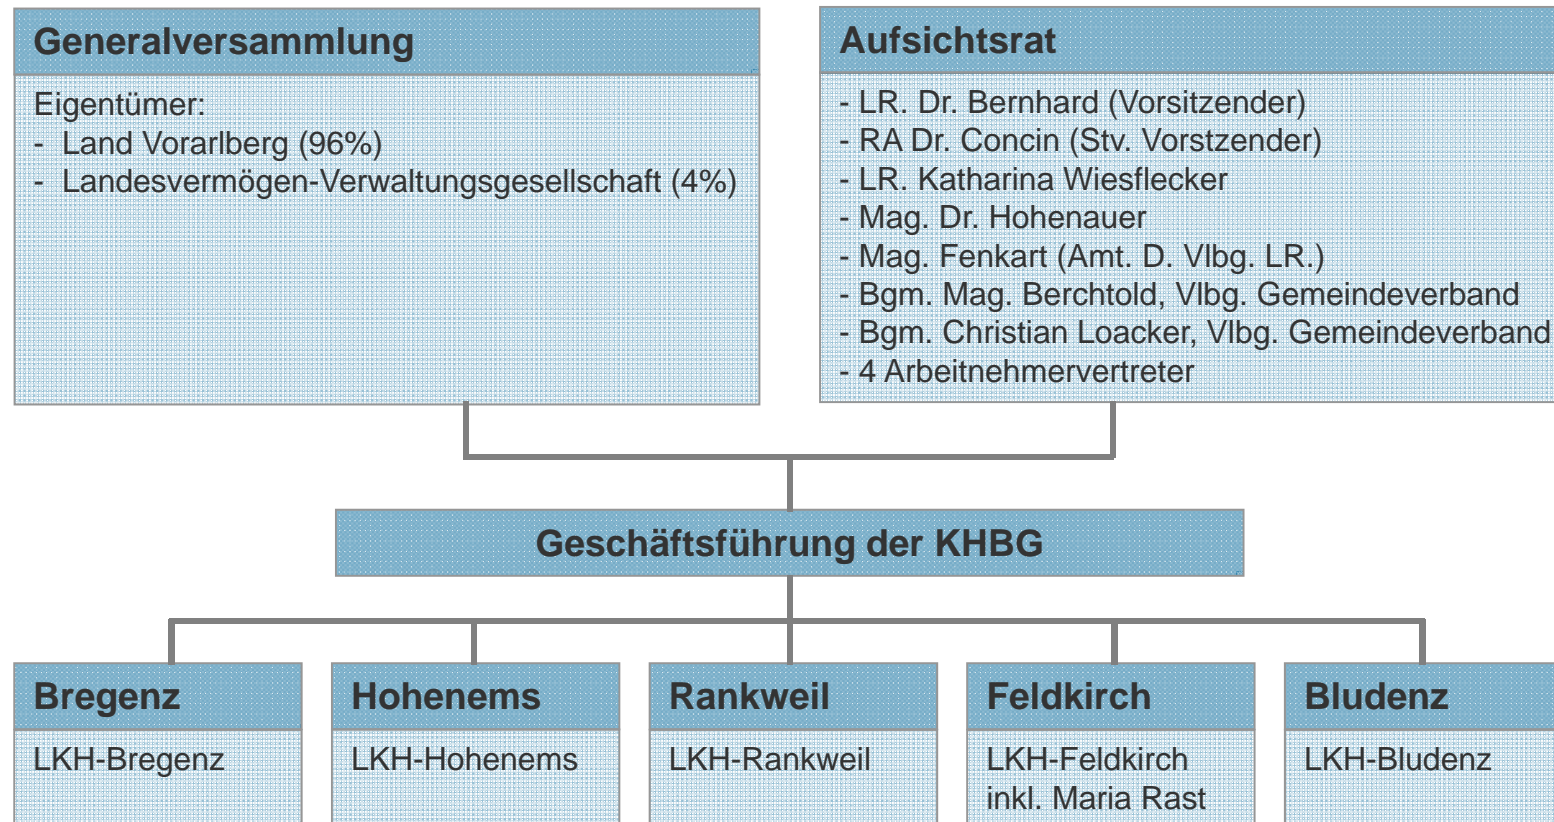 Generalversammlung
Eigentümer:
- Land Vorarlberg (96%)
- Landesvermögen-Verwaltungsgesellschaft (4%)
Aufsichtsrat
- LR. Dr. Bernhard (Vorsitzender)
- RA Dr. Concin (Stv. Vorstzender)
- LR. Katharina Wiesflecker
- Mag. Dr. Hohenauer
- Mag. Fenkart (Amt. D. Vlbg. LR.)
- Bgm. Mag. Berchtold, Vlbg. Gemeindeverband
- Bgm. Christian Loacker, Vlbg. Gemeindeverband
- 4 Arbeitnehmervertreter
Geschäftsführung der KHBG
Bregenz
LKH-Bregenz
Hohenems
LKH-Hohenems
Rankweil
LKH-Rankweil
Feldkirch
LKH-Feldkirch
inkl. Maria Rast
Bludenz
LKH-Bludenz